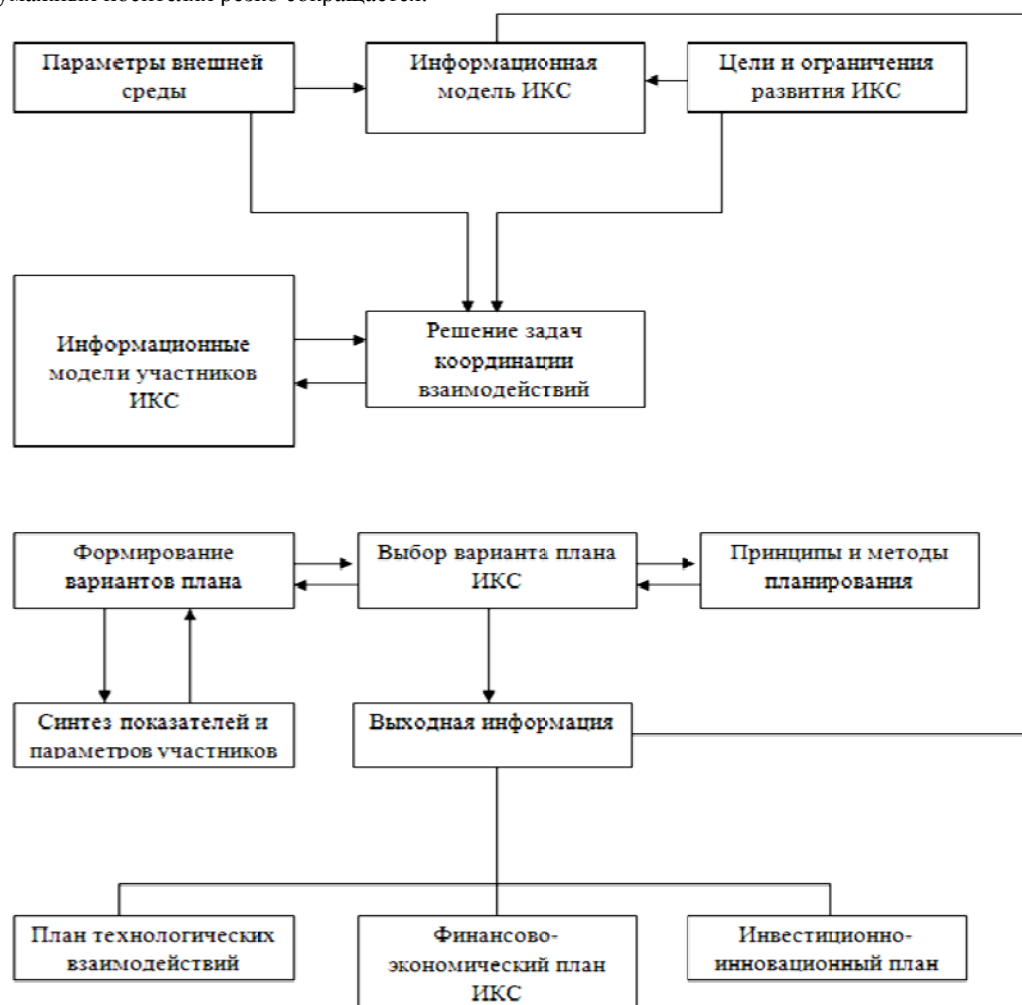 Параметры внешней
среды
Информационная
модель ИКС
Цели и ограничения
развития ИКС
Информационные
модели участников
ИКС
Решение задач
координации
взаимодействий
Формирование
вариантов плана
Выбор варианта плана
ИКС
Принципы и методы
планирования
Синтез показателей и
параметров участников
Выходная информация
План технологических
взаимодействий
Финансово-
экономический план
ИКС
Инвестиционно-
инновационный план